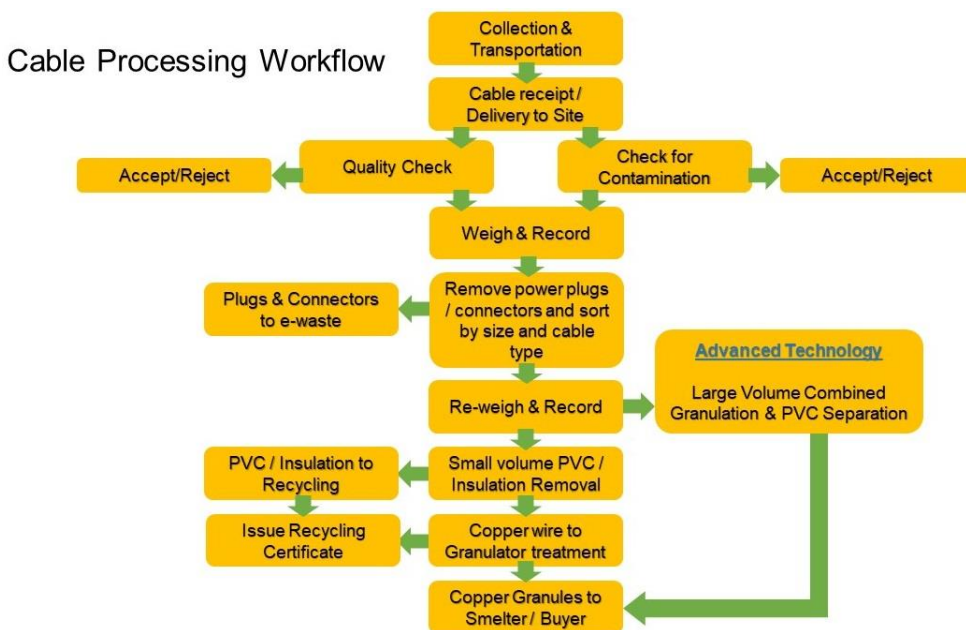 Cable Processing Workflow
Collection &
Transportation
Cable receipt /
Delivery to Site
Accept/Reject
Quality Check
Check for
Contamination
Accept/Reject
Weigh & Record
Plugs & Connectors
to e-waste
Remove power plugs
/ connectors and sort
by size and cable
type
Advanced Technology
Large Volume Combined
Granulation & PVC Separation
Re-weigh & Record
PVC / Insulation to
Recycling
Small volume PVC /
Insulation Removal
Issue Recycling
Certificate
Copper wire to
Granulator treatment
Copper Granules to
Smelter / Buyer